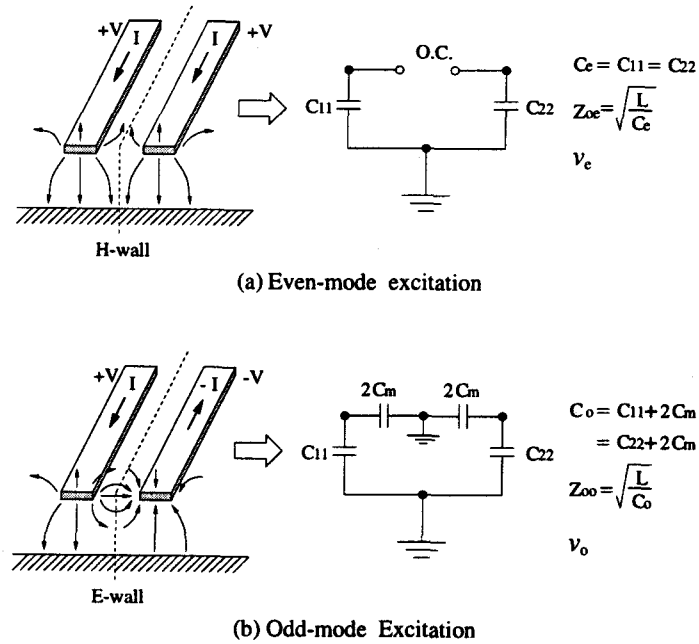 +V I I +V
O.C.
C11 C22
Ce = C11 = C22
Zoe = √(L/Ce)
νe
H-wall
(a) Even-mode excitation
+V I -I -V
2Cm 2Cm
C11 C22
Co = C11+2Cm
= C22+2Cm
Zoo = √(L/Co)
νo
E-wall
(b) Odd-mode Excitation